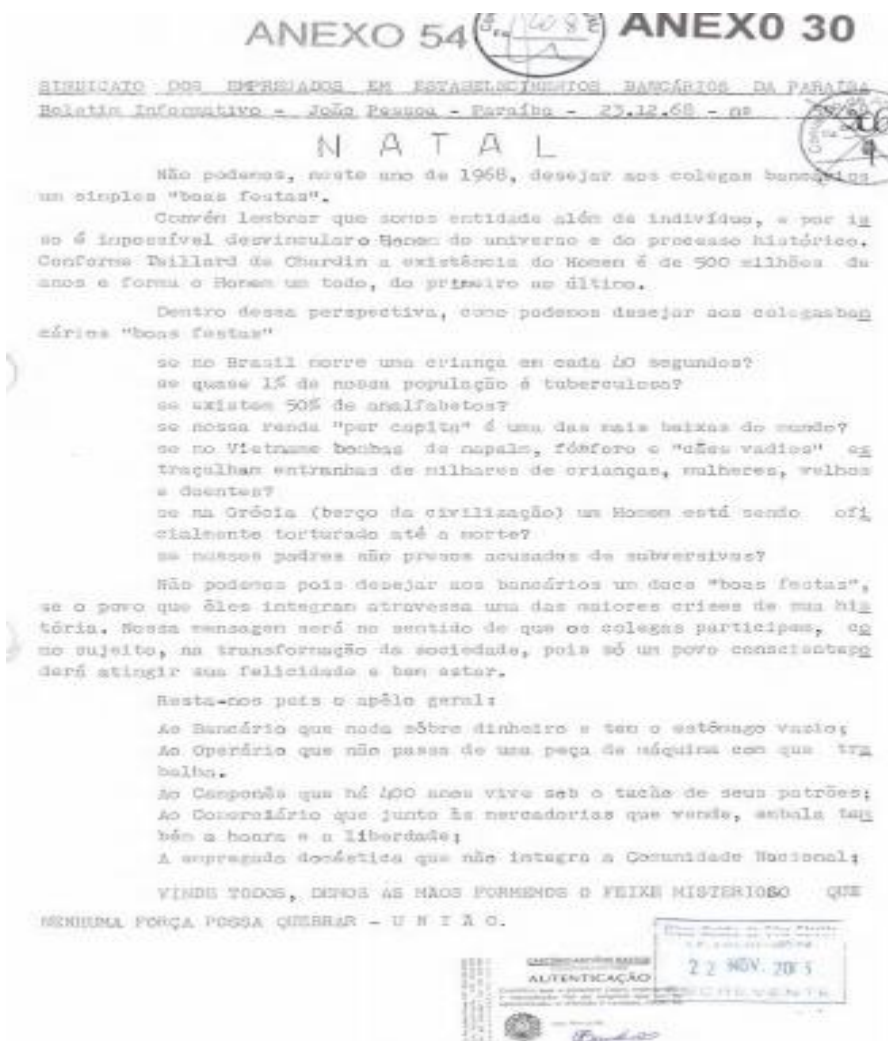 ANEXO 54
ANEXO 30
SINDICATO DOS EMPREGADOS EM ESTABELECIMENTOS BANCÁRIOS DA PARAÍBA
Boletim Informativo - João Pessoa - Paraíba - 23.12.68 - nº
N A T A L
Não podemos, neste ano de 1968, desejar aos colegas bancários
um simples "boas festas".
Convém lembrar que somos entidade além de indivíduo, e por is
so é impossível desvincularo Homem do universo e do processo histórico.
Conforme Teillard de Chardin a existência do Homem é de 500 milhões de
anos e forma o Homem um todo, do primeiro ao último.
Dentro dessa perspectiva, como podemos desejar aos colegasban
cários "boas festas"
se no Brasil morre uma criança em cada 40 segundos?
se quase 1% de nossa população é tuberculosa?
se existem 50% de analfabetos?
se nossa renda "per capita" é uma das mais baixas do mundo?
se no Vietname bombas de napalm, fósforo e "cães vadios" es
traçalham entranhas de milhares de crianças, mulheres, velhos
e doentes?
se na Grécia (berço da civilização) um Homem está sendo ofi
cialmente torturado até a morte?
se nossos padres são presos acusados de subversivos?
Não podemos pois desejar aos bancários um doce "boas festas",
se o povo que êles integram atravessa uma das maiores crises de sua his
tória. Nossa mensagem será no sentido de que os colegas participem, co
mo sujeito, na transformação da sociedade, pois só um povo conscientepo
derá atingir sua felicidade e bem estar.
Resta-nos pois o apêlo geral:
Ao Bancário que nada sôbre dinheiro e tem o estômago vazio;
Ao Operário que não passa de uma peça da máquina com que tra
balha.
Ao Camponês que há 400 anos vive sob o tacão de seus patrões;
Ao Comerciário que junto às mercadorias que vende, embala tam
bém a honra e a liberdade;
A empregada doméstica que não integra a Comunidade Nacional;
VINDE TODOS, DEMOS AS MÃOS FORMEMOS O FEIXE MISTERIOSO QUE
NENHUMA FORÇA POSSA QUEBRAR - U N I Ã O.
AUTENTICAÇÃO
22 NOV.